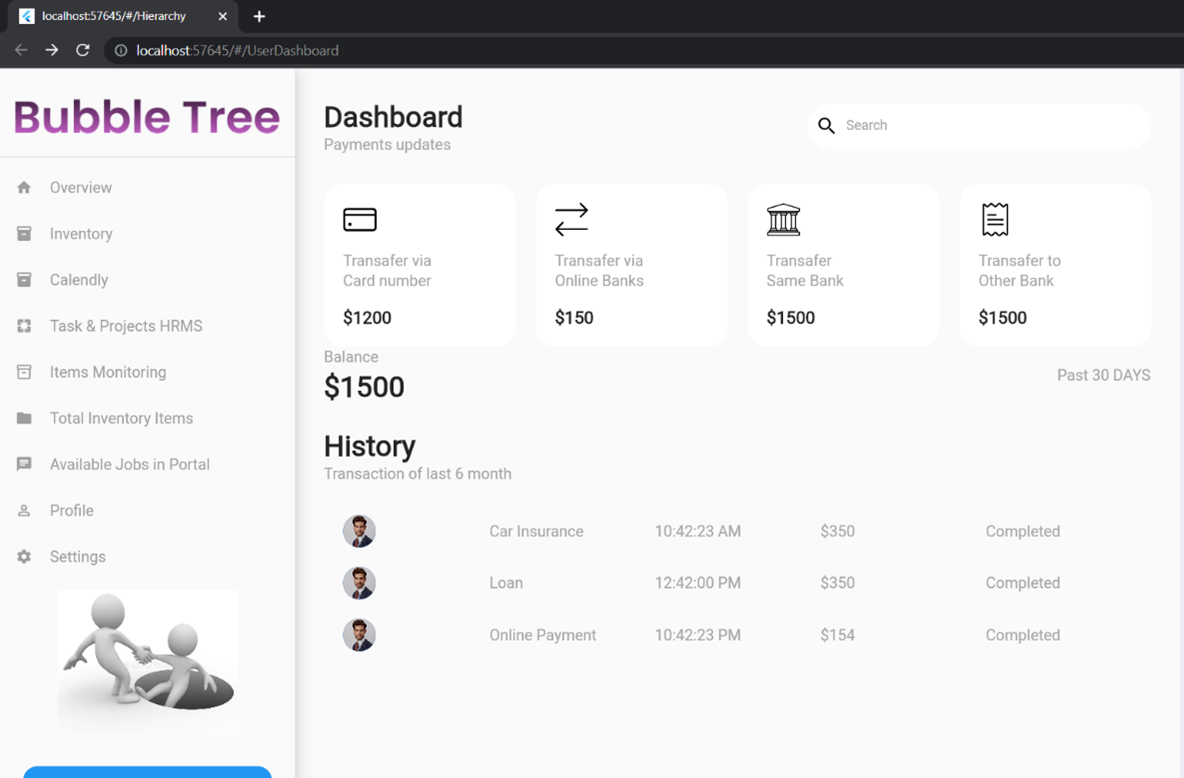 localhost:57645/#/Hierarchy
localhost:57645/#/UserDashboard
Bubble Tree
Overview
Inventory
Calendly
Task & Projects HRMS
Items Monitoring
Total Inventory Items
Available Jobs in Portal
Profile
Settings
Dashboard
Payments updates
Search
Transafer via
Card number
$1200
Transafer via
Online Banks
$150
Transafer
Same Bank
$1500
Transafer to
Other Bank
$1500
Balance
$1500
Past 30 DAYS
History
Transaction of last 6 month
Car Insurance 10:42:23 AM $350 Completed
Loan 12:42:00 PM $350 Completed
Online Payment 10:42:23 PM $154 Completed